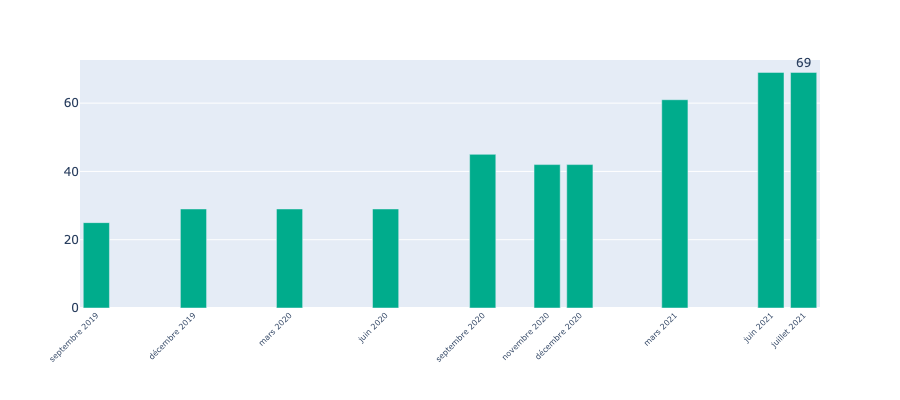 69
60
40
20
0
septembre 2019
décembre 2019
mars 2020
juin 2020
septembre 2020
novembre 2020
décembre 2020
mars 2021
juin 2021
juillet 2021